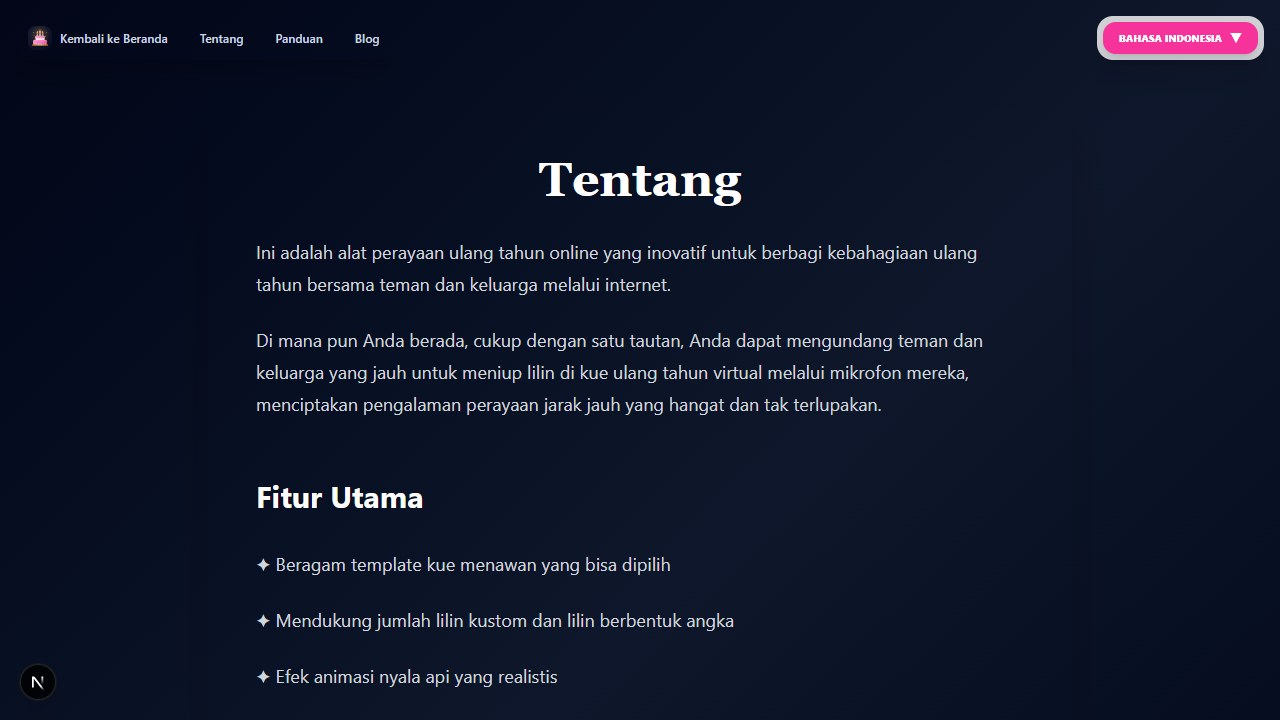 Kembali ke Beranda
Tentang
Panduan
Blog
BAHASA INDONESIA ▼
Tentang
Ini adalah alat perayaan ulang tahun online yang inovatif untuk berbagi kebahagiaan ulang
tahun bersama teman dan keluarga melalui internet.
Di mana pun Anda berada, cukup dengan satu tautan, Anda dapat mengundang teman dan
keluarga yang jauh untuk meniup lilin di kue ulang tahun virtual melalui mikrofon mereka,
menciptakan pengalaman perayaan jarak jauh yang hangat dan tak terlupakan.
Fitur Utama
✦ Beragam template kue menawan yang bisa dipilih
✦ Mendukung jumlah lilin kustom dan lilin berbentuk angka
✦ Efek animasi nyala api yang realistis
N